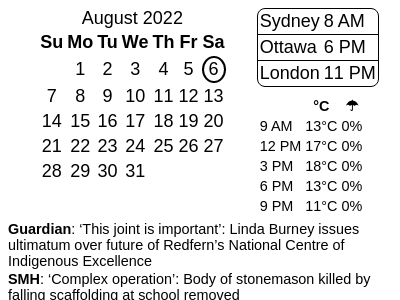 August 2022
Su Mo Tu We Th Fr Sa
1 2 3 4 5 6
7 8 9 10 11 12 13
14 15 16 17 18 19 20
21 22 23 24 25 26 27
28 29 30 31
Sydney 8 AM
Ottawa 6 PM
London 11 PM
°C ☂
9 AM 13°C 0%
12 PM 17°C 0%
3 PM 18°C 0%
6 PM 13°C 0%
9 PM 11°C 0%
Guardian: ‘This joint is important’: Linda Burney issues
ultimatum over future of Redfern’s National Centre of
Indigenous Excellence
SMH: ‘Complex operation’: Body of stonemason killed by
falling scaffolding at school removed